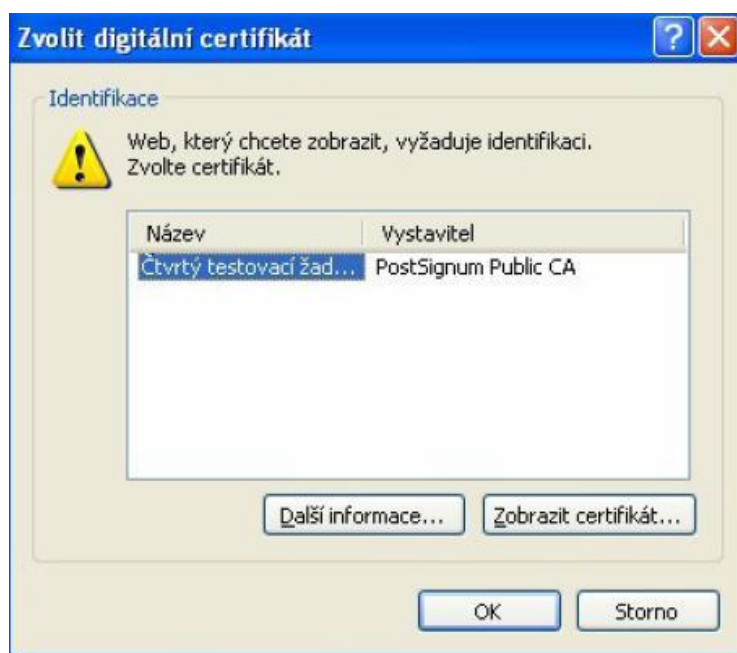 Zvolit digitální certifikát
Identifikace
Web, který chcete zobrazit, vyžaduje identifikaci.
Zvolte certifikát.
Název Vystavitel
Čtvrtý testovací žad... PostSignum Public CA
Další informace... Zobrazit certifikát...
OK Storno